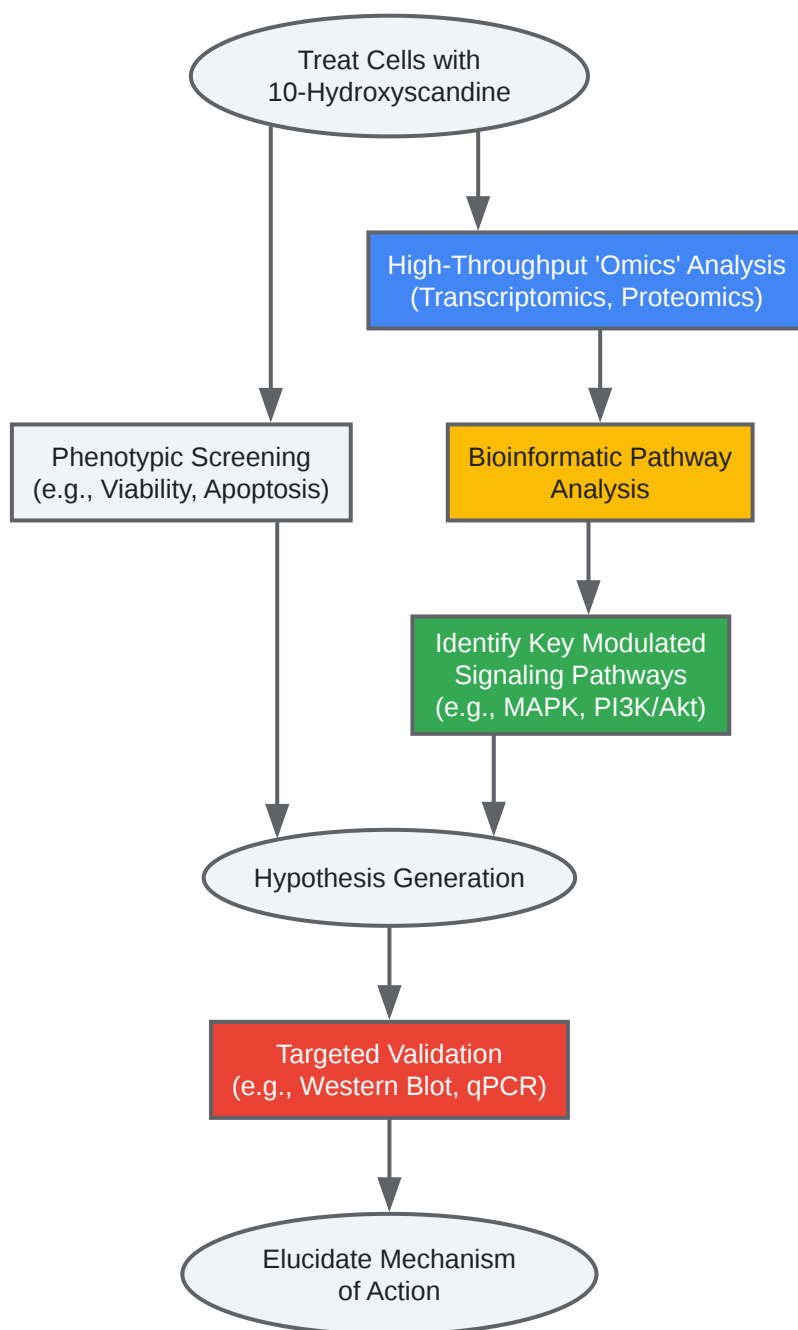 Treat Cells with
10-Hydroxyscandine
High-Throughput 'Omics' Analysis
(Transcriptomics, Proteomics)
Phenotypic Screening
(e.g., Viability, Apoptosis)
Bioinformatic Pathway
Analysis
Identify Key Modulated
Signaling Pathways
(e.g., MAPK, PI3K/Akt)
Hypothesis Generation
Targeted Validation
(e.g., Western Blot, qPCR)
Elucidate Mechanism
of Action